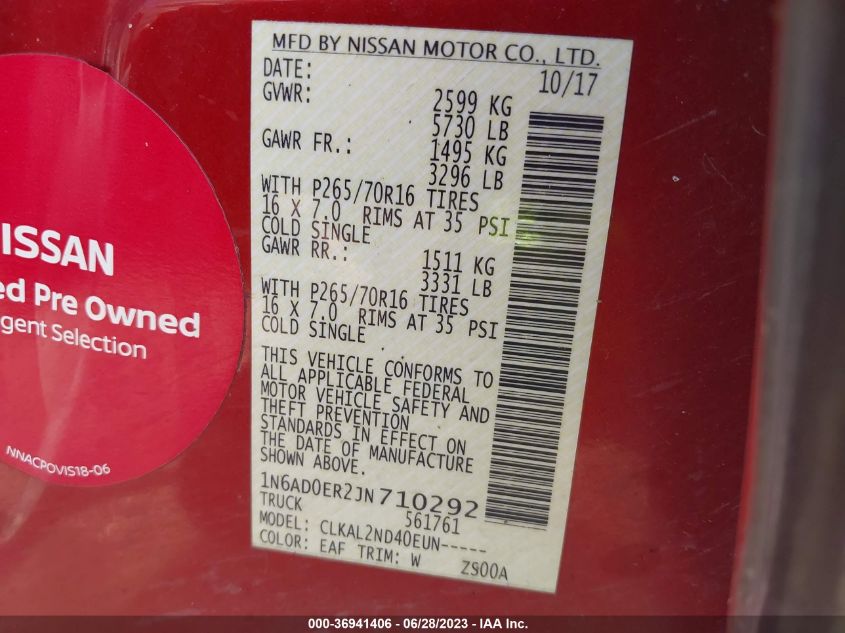 MFD BY NISSAN MOTOR CO., LTD.
DATE: 10/17
GVWR: 2599 KG
5730 LB
GAWR FR.: 1495 KG
3296 LB
WITH P265/70R16 TIRES
16 X 7.0 RIMS AT 35 PSI
COLD SINGLE
GAWR RR.: 1511 KG
3331 LB
WITH P265/70R16 TIRES
16 X 7.0 RIMS AT 35 PSI
COLD SINGLE
THIS VEHICLE CONFORMS TO
ALL APPLICABLE FEDERAL
MOTOR VEHICLE SAFETY AND
THEFT PREVENTION
STANDARDS IN EFFECT ON
THE DATE OF MANUFACTURE
SHOWN ABOVE.
1N6AD0ER2JN710292
TRUCK 561761
MODEL: CLKAL2ND40EUN-----
COLOR: EAF TRIM: W ZS00A
ISSAN
ed Pre Owned
gent Selection
NNACPOVIS18-06
000-36941406 - 06/28/2023 - IAA Inc.